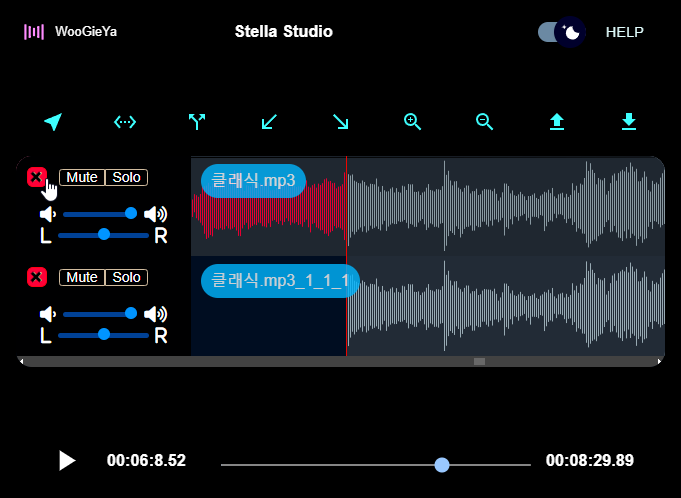 WooGieYa
Stella Studio
HELP
Mute Solo
클래식.mp3
L R
Mute Solo
클래식.mp3_1_1_1
L R
00:06:8.52
00:08:29.89